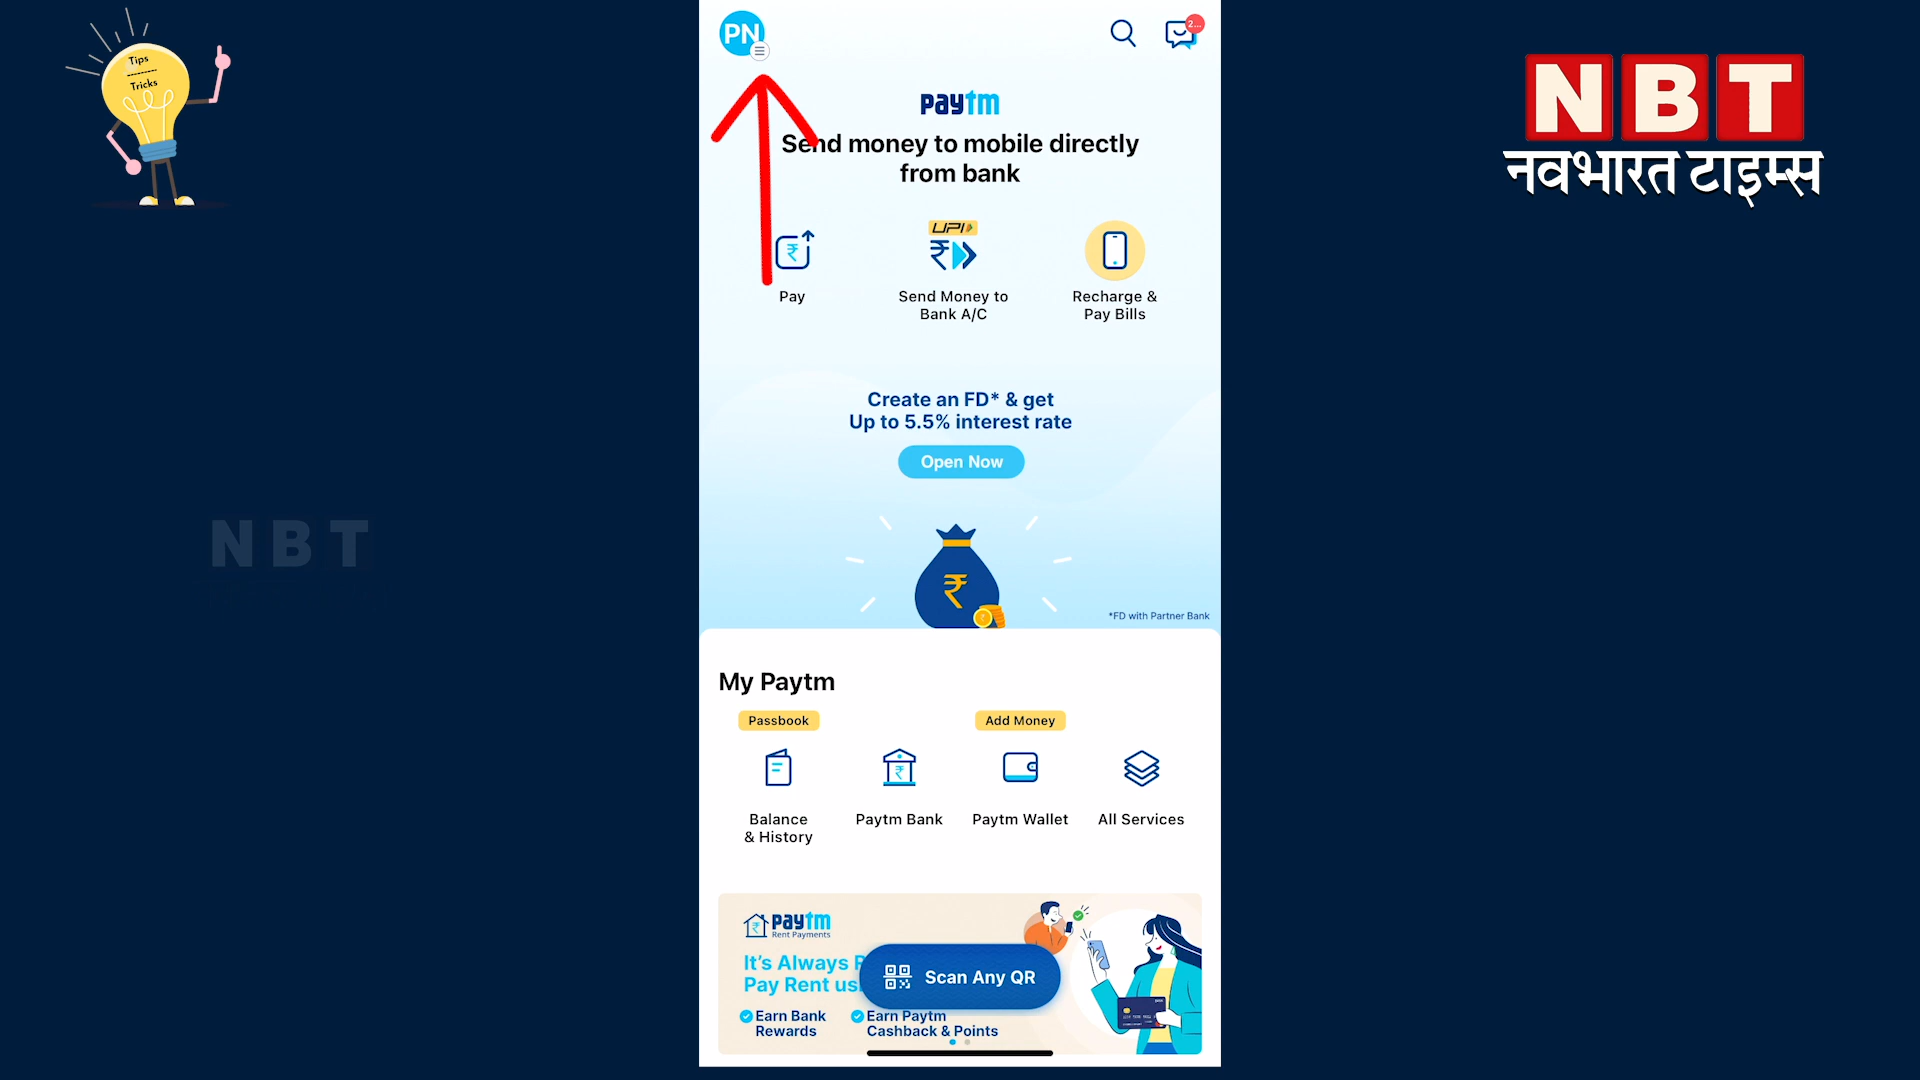 Tips
Tricks
PN
2...
NBT
नवभारत टाइम्स
paytm
Send money to mobile directly
from bank
UPI
Pay
Send Money to
Bank A/C
Recharge &
Pay Bills
Create an FD* & get
Up to 5.5% interest rate
Open Now
NBT
*FD with Partner Bank
My Paytm
Passbook
Add Money
Balance
& History
Paytm Bank
Paytm Wallet
All Services
paytm
Rent Payments
It's Always
Pay Rent
Scan Any QR
Earn Bank
Rewards
Earn Paytm
Cashback & Points